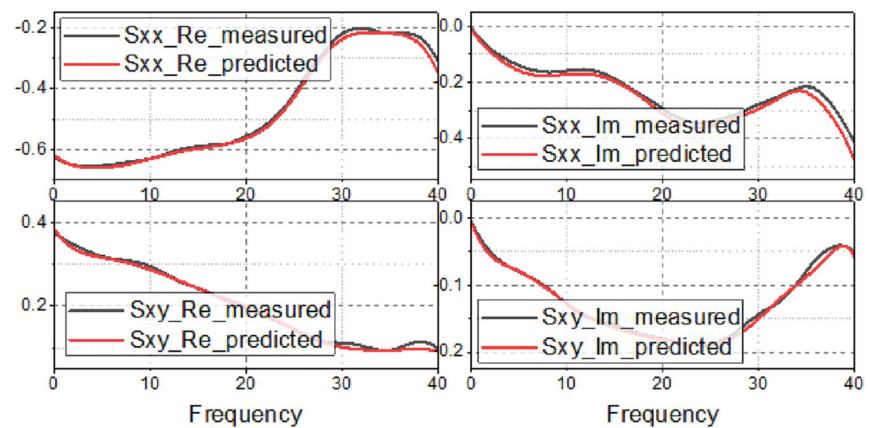 -0.2
-0.4
-0.6
Sxx_Re_measured
Sxx_Re_predicted
0 10 20 30 40
0.0
-0.2
-0.4
Sxx_Im_measured
Sxx_Im_predicted
0 10 20 30 40
0.4
0.2
Sxy_Re_measured
Sxy_Re_predicted
0 10 20 30 40
Frequency
0.0
0.1
0.2
Sxy_Im_measured
Sxy_Im_predicted
0 10 20 30 40
Frequency